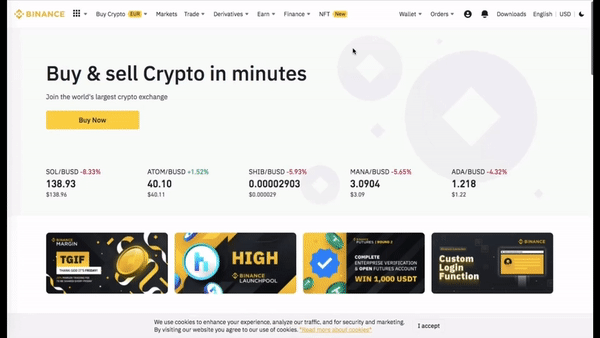 BINANCE Buy Crypto EUR Markets Trade Derivatives Earn Finance NFT New Wallet Orders Downloads English | USD |
Buy & sell Crypto in minutes
Join the world's largest crypto exchange
Buy Now
SOL/BUSD -8.33% ATOM/BUSD +1.52% SHIB/BUSD -5.93% MANA/BUSD -5.65% ADA/BUSD -4.32%
138.93 40.10 0.00002903 3.0904 1.218
$138.96 $40.11 $0.000029 $3.09 $1.22
BINANCE
MARGIN
TGIF
THANK GOD IT'S FRIDAY!
HIGH
BINANCE
LAUNCHPOOL
BINANCE
FUTURES | ROUND 2
COMPLETE
ENTERPRISE VERIFICATION
& OPEN FUTURES ACCOUNT
WIN 1,000 USDT
Custom
Login
Function
BINANCE
We use cookies to enhance your experience, analyze our traffic, and for security and marketing.
By visiting our website you agree to our use of cookies. "Read more about cookies"
I accept